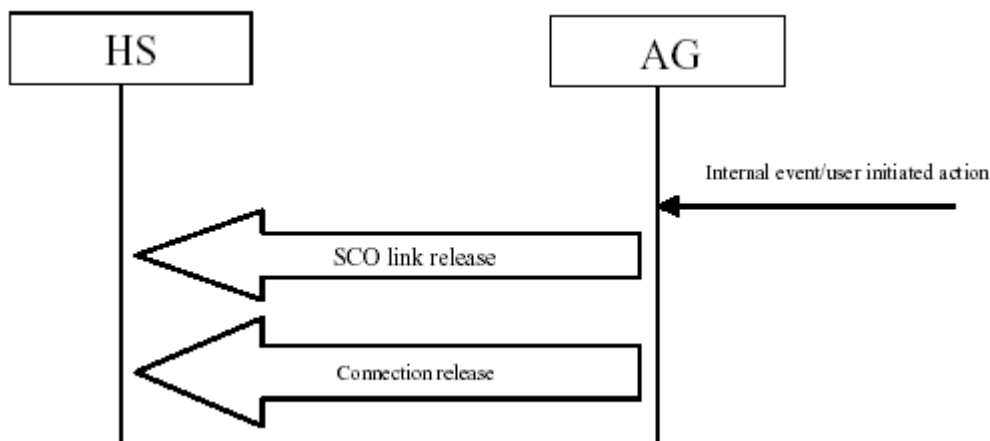 HS
AG
Internal event/user initiated action
SCO link release
Connection release